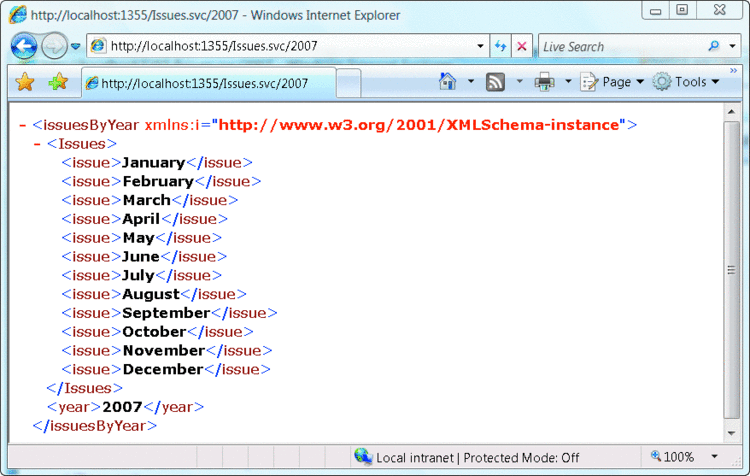 http://localhost:1355/Issues.svc/2007 - Windows Internet Explorer
http://localhost:1355/Issues.svc/2007 Live Search
http://localhost:1355/Issues.svc/2007 Page Tools »
- <issuesByYear xmlns:i="http://www.w3.org/2001/XMLSchema-instance">
- <Issues>
<issue>January</issue>
<issue>February</issue>
<issue>March</issue>
<issue>April</issue>
<issue>May</issue>
<issue>June</issue>
<issue>July</issue>
<issue>August</issue>
<issue>September</issue>
<issue>October</issue>
<issue>November</issue>
<issue>December</issue>
</Issues>
<year>2007</year>
</issuesByYear>
Local intranet | Protected Mode: Off 100%